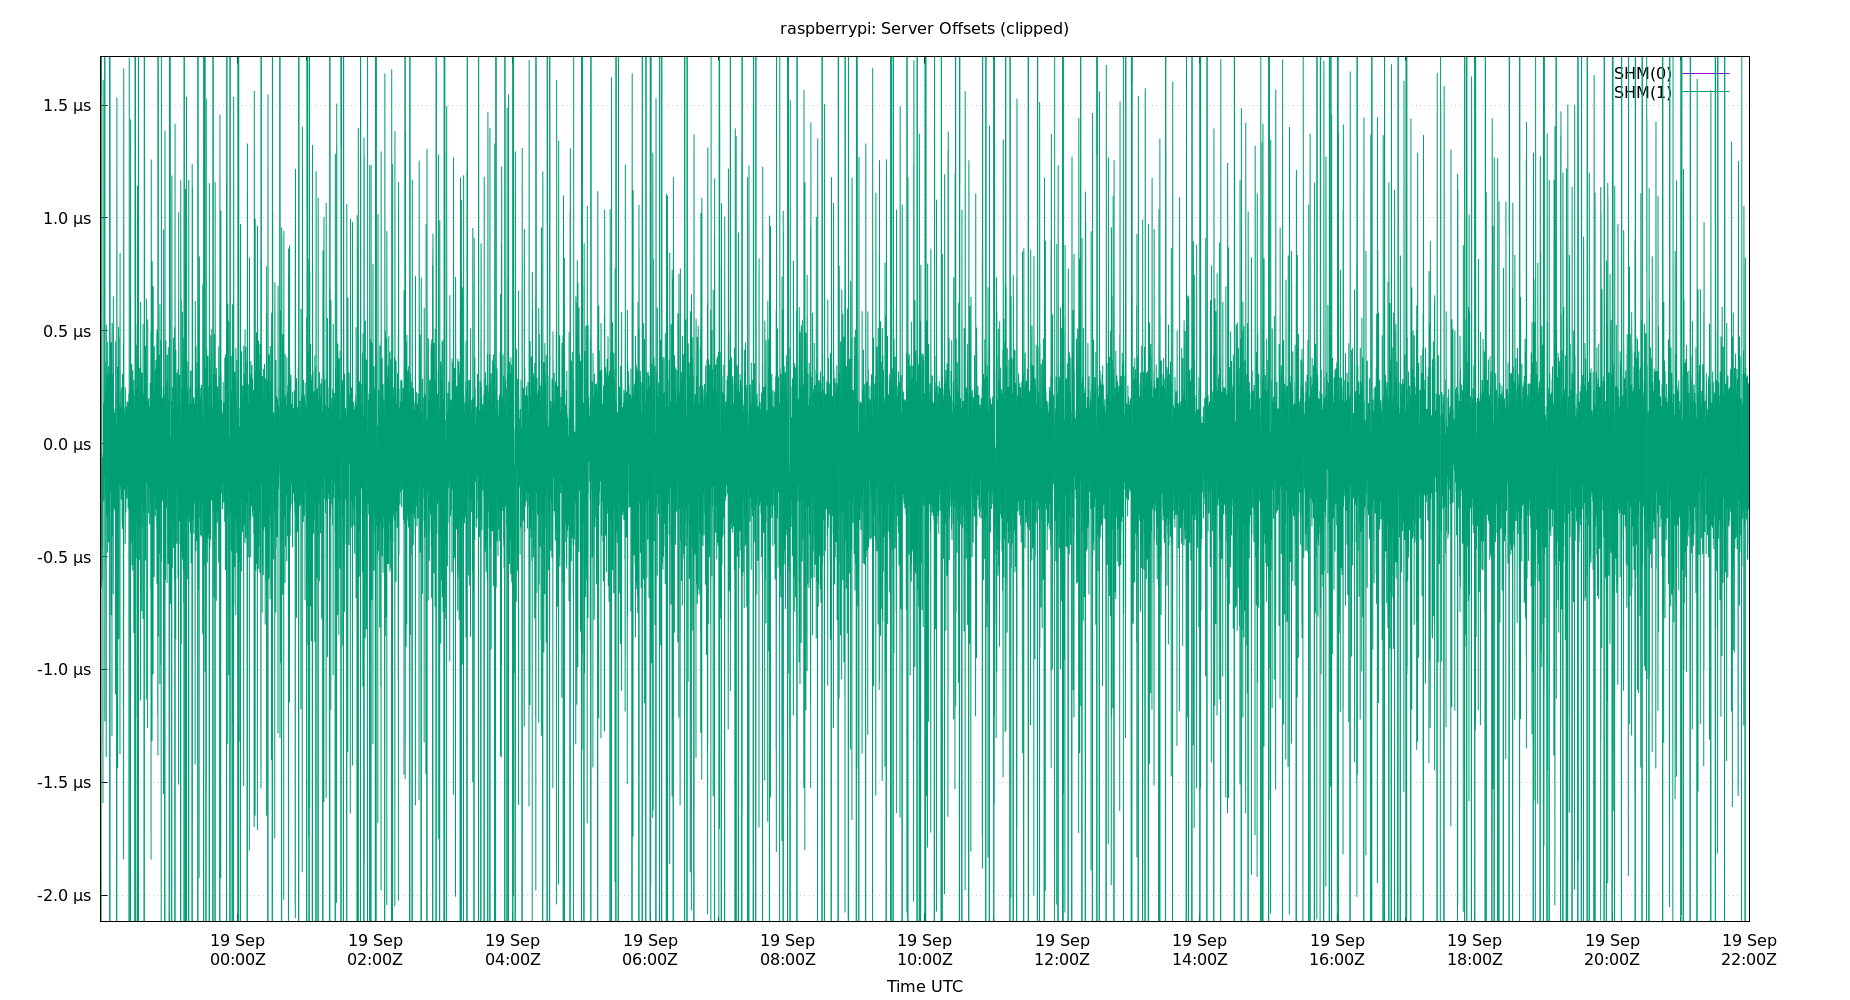 raspberrypi: Server Offsets (clipped)
SHM(0)
SHM(1)
1.5 µs
1.0 µs
0.5 µs
0.0 µs
-0.5 µs
-1.0 µs
-1.5 µs
-2.0 µs
19 Sep 19 Sep 19 Sep 19 Sep 19 Sep 19 Sep 19 Sep 19 Sep 19 Sep 19 Sep 19 Sep 19 Sep
00:00Z 02:00Z 04:00Z 06:00Z 08:00Z 10:00Z 12:00Z 14:00Z 16:00Z 18:00Z 20:00Z 22:00Z
Time UTC